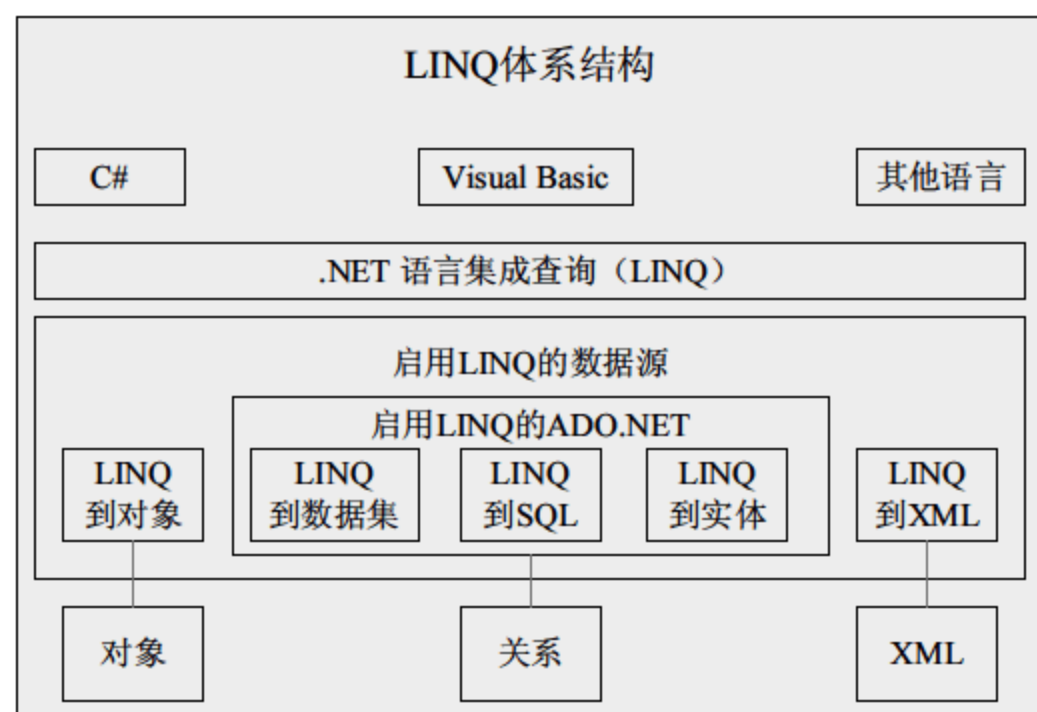 LINQ体系结构
C#
Visual Basic
其他语言
.NET 语言集成查询（LINQ）
启用LINQ的数据源
启用LINQ的ADO.NET
LINQ
到对象
LINQ
到数据集
LINQ
到SQL
LINQ
到实体
LINQ
到XML
对象
关系
XML